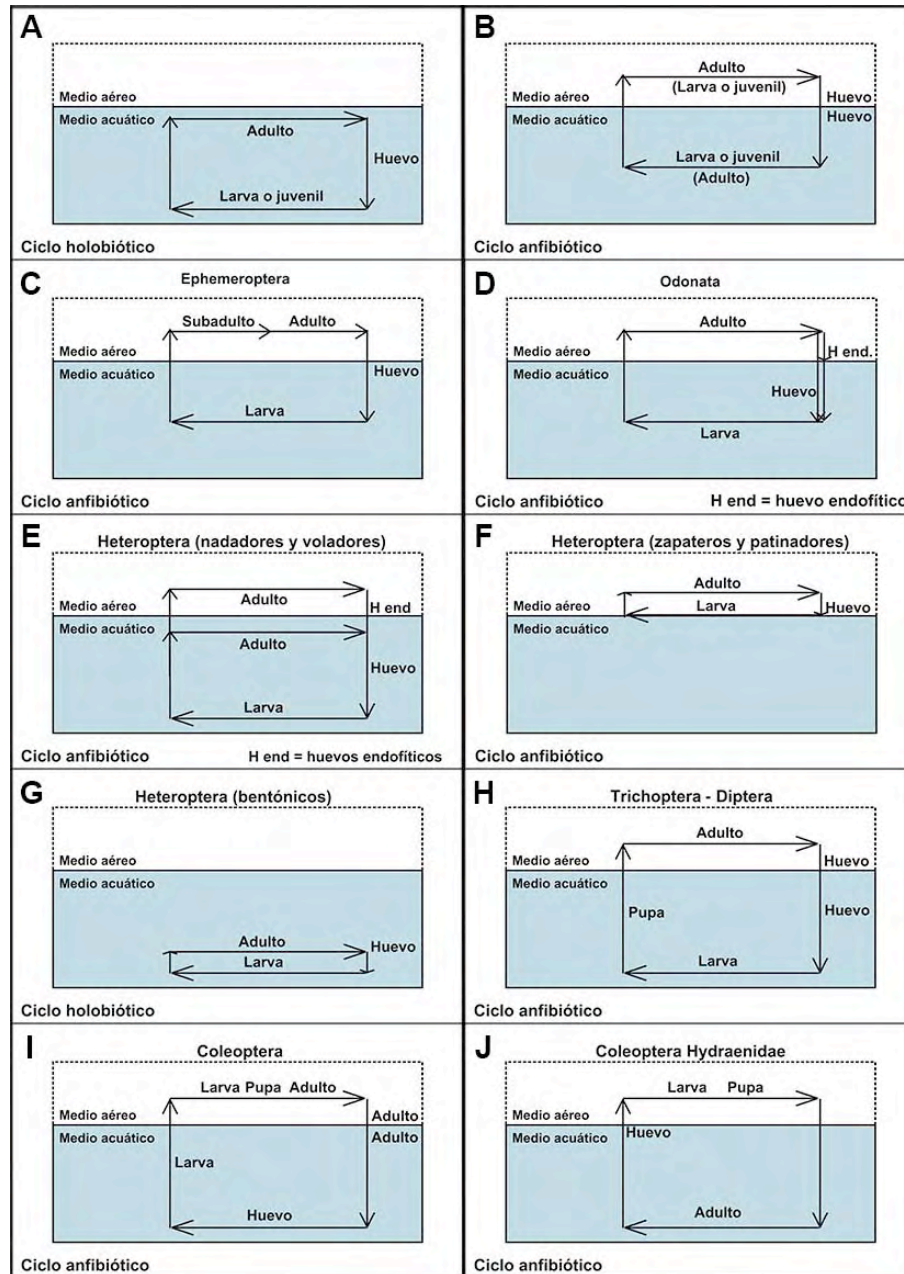 A
Medio aéreo
Medio acuático
Adulto
Huevo
Larva o juvenil
Ciclo holobiótico
B
Adulto
(Larva o juvenil)
Medio aéreo
Huevo
Medio acuático
Huevo
Larva o juvenil
(Adulto)
Ciclo anfibiótico
C
Ephemeroptera
Subadulto
Adulto
Medio aéreo
Medio acuático
Huevo
Larva
Ciclo anfibiótico
D
Odonata
Adulto
Medio aéreo
H end.
Medio acuático
Huevo
Larva
Ciclo anfibiótico
H end = huevo endofítico
E
Heteroptera (nadadores y voladores)
Adulto
Medio aéreo
H end
Medio acuático
Adulto
Huevo
Larva
Ciclo anfibiótico
H end = huevos endofíticos
F
Heteroptera (zapateros y patinadores)
Adulto
Medio aéreo
Larva
Huevo
Medio acuático
Ciclo anfibiótico
G
Heteroptera (bentónicos)
Medio aéreo
Medio acuático
Adulto
Huevo
Larva
Ciclo holobiótico
H
Trichoptera - Diptera
Adulto
Medio aéreo
Huevo
Medio acuático
Pupa
Huevo
Larva
Ciclo anfibiótico
I
Coleoptera
Larva Pupa Adulto
Medio aéreo
Adulto
Medio acuático
Adulto
Larva
Huevo
Ciclo anfibiótico
J
Coleoptera Hydraenidae
Larva Pupa
Medio aéreo
Medio acuático
Huevo
Adulto
Ciclo anfibiótico